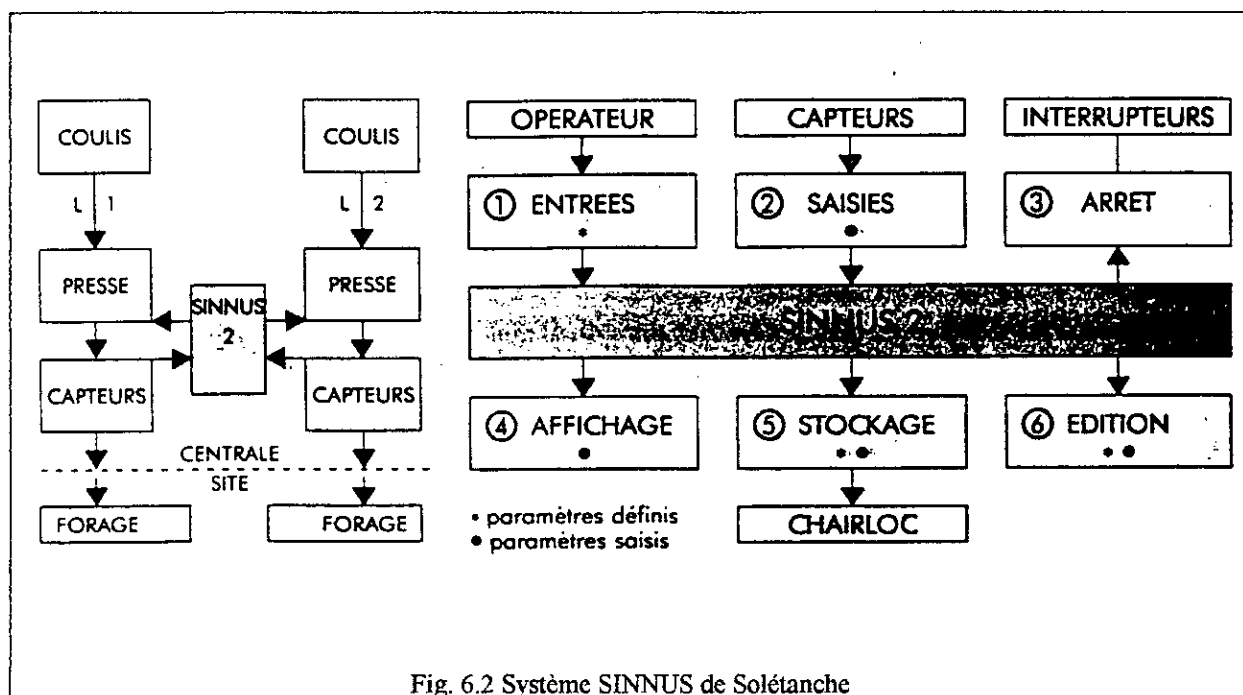 COULIS
COULIS
L 1
L 2
PRESSE
PRESSE
SINNUS
2
CAPTEURS
CAPTEURS
CENTRALE
SITE
FORAGE
FORAGE
OPERATEUR
CAPTEURS
INTERRUPTEURS
① ENTREES
② SAISIES
③ ARRET
SINNUS 2
④ AFFICHAGE
⑤ STOCKAGE
⑥ EDITION
• paramètres définis
● paramètres saisis
CHAIRLOC
Fig. 6.2 Système SINNUS de Solétanche